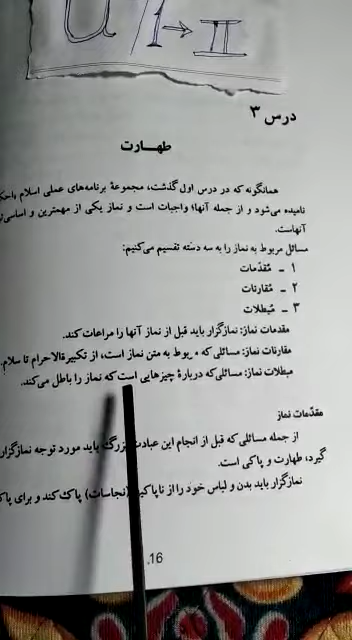 درس ۳
طهـارت
همانگونه که در درس اول گذشت، مجموعهٔ برنامه‌های عملی اسلام
نامیده می‌شود و از جمله آنها؛ واجبات است و نماز یکی از مهمترین و
آنهاست.
مسائل مربوط به نماز را به سه دسته تقسیم می‌کنیم:
۱ ـ مُقدّمات
۲ ـ مُقارنات
۳ ـ مُبطلات
مقدمات نماز: نمازگزار باید قبل از نماز آنها را مراعات کند.
مقارنات نماز: مسائلی که مربوط به متن نماز است، از تکبیرةالاحرام تا سلام.
مبطلات نماز: مسائلی‌که دربارهٔ چیزهایی است‌که نماز را باطل می‌کند.
مقدّمات نماز
از جمله مسائلی که قبل از انجام این عبادت بزرگ باید مورد توجه نمازگزار
گیرد، طهارت و پاکی است.
نمازگزار باید بدن و لباس خود را از ناپاکی (نجاسات) پاک کند و برای
16